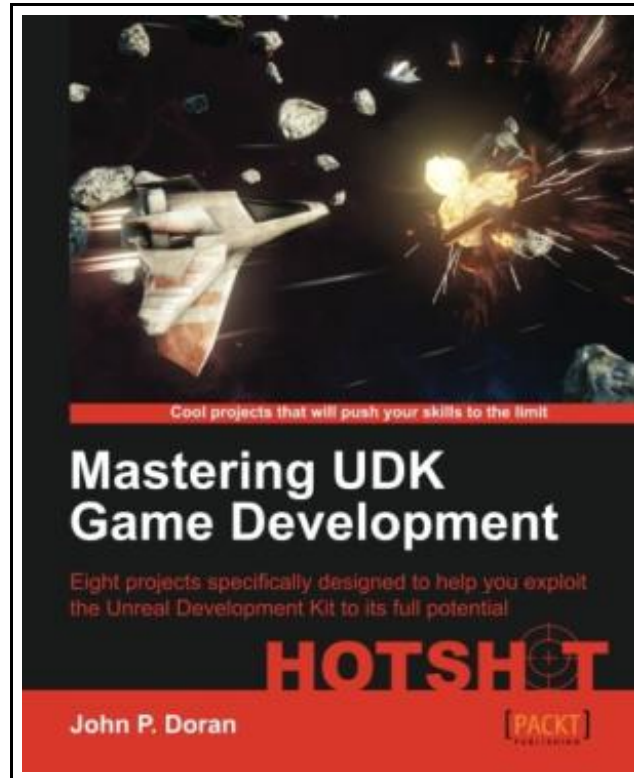 Cool projects that will push your skills to the limit
Mastering UDK
Game Development
Eight projects specifically designed to help you exploit
the Unreal Development Kit to its full potential
HOTSHOT
John P. Doran
[PACKT]
PUBLISHING